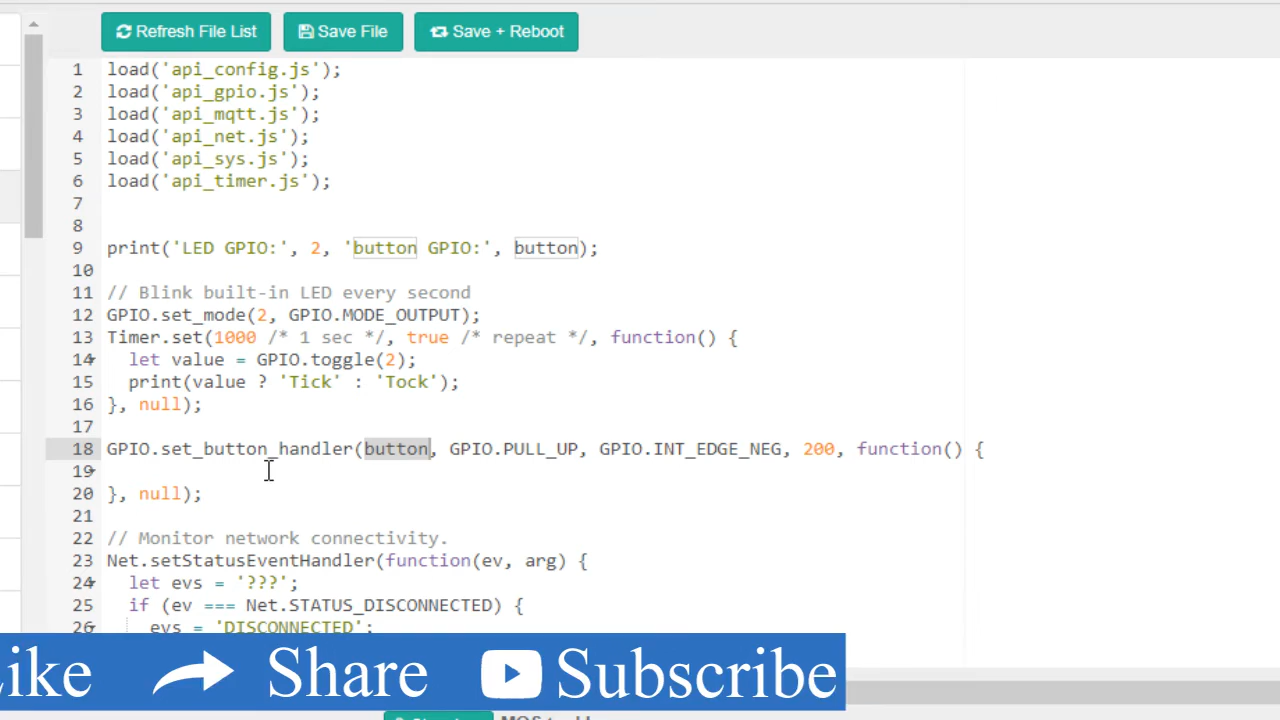 Refresh File List Save File Save + Reboot
1 load('api_config.js');
2 load('api_gpio.js');
3 load('api_mqtt.js');
4 load('api_net.js');
5 load('api_sys.js');
6 load('api_timer.js');
7
8
9 print('LED GPIO:', 2, 'button GPIO:', button);
10
11 // Blink built-in LED every second
12 GPIO.set_mode(2, GPIO.MODE_OUTPUT);
13 Timer.set(1000 /* 1 sec */, true /* repeat */, function() {
14 let value = GPIO.toggle(2);
15 print(value ? 'Tick' : 'Tock');
16 }, null);
17
18 GPIO.set_button_handler(button, GPIO.PULL_UP, GPIO.INT_EDGE_NEG, 200, function() {
19
20 }, null);
21
22 // Monitor network connectivity.
23 Net.setStatusEventHandler(function(ev, arg) {
24 let evs = '???';
25 if (ev === Net.STATUS_DISCONNECTED) {
26 evs = 'DISCONNECTED';
ike Share Subscribe